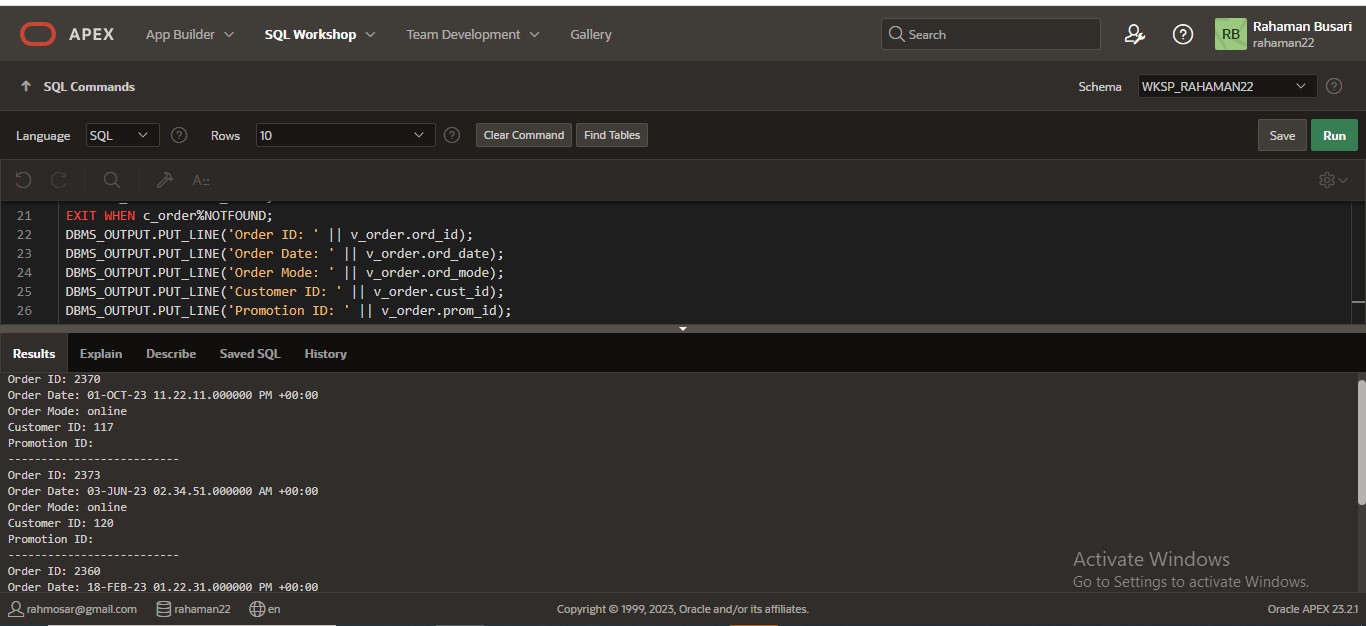 APEX App Builder SQL Workshop Team Development Gallery Search RB Rahaman Busari
rahaman22
SQL Commands Schema WKSP_RAHAMAN22
Language SQL Rows 10 Clear Command Find Tables Save Run
A::
21 EXIT WHEN c_order%NOTFOUND;
22 DBMS_OUTPUT.PUT_LINE('Order ID: ' || v_order.ord_id);
23 DBMS_OUTPUT.PUT_LINE('Order Date: ' || v_order.ord_date);
24 DBMS_OUTPUT.PUT_LINE('Order Mode: ' || v_order.ord_mode);
25 DBMS_OUTPUT.PUT_LINE('Customer ID: ' || v_order.cust_id);
26 DBMS_OUTPUT.PUT_LINE('Promotion ID: ' || v_order.prom_id);
Results Explain Describe Saved SQL History
Order ID: 2370
Order Date: 01-OCT-23 11.22.11.000000 PM +00:00
Order Mode: online
Customer ID: 117
Promotion ID:
--------------------------
Order ID: 2373
Order Date: 03-JUN-23 02.34.51.000000 AM +00:00
Order Mode: online
Customer ID: 120
Promotion ID:
--------------------------
Order ID: 2360
Order Date: 18-FEB-23 01.22.31.000000 PM +00:00
Activate Windows
Go to Settings to activate Windows.
rahmosar@gmail.com rahaman22 en Copyright © 1999, 2023, Oracle and/or its affiliates. Oracle APEX 23.2.1